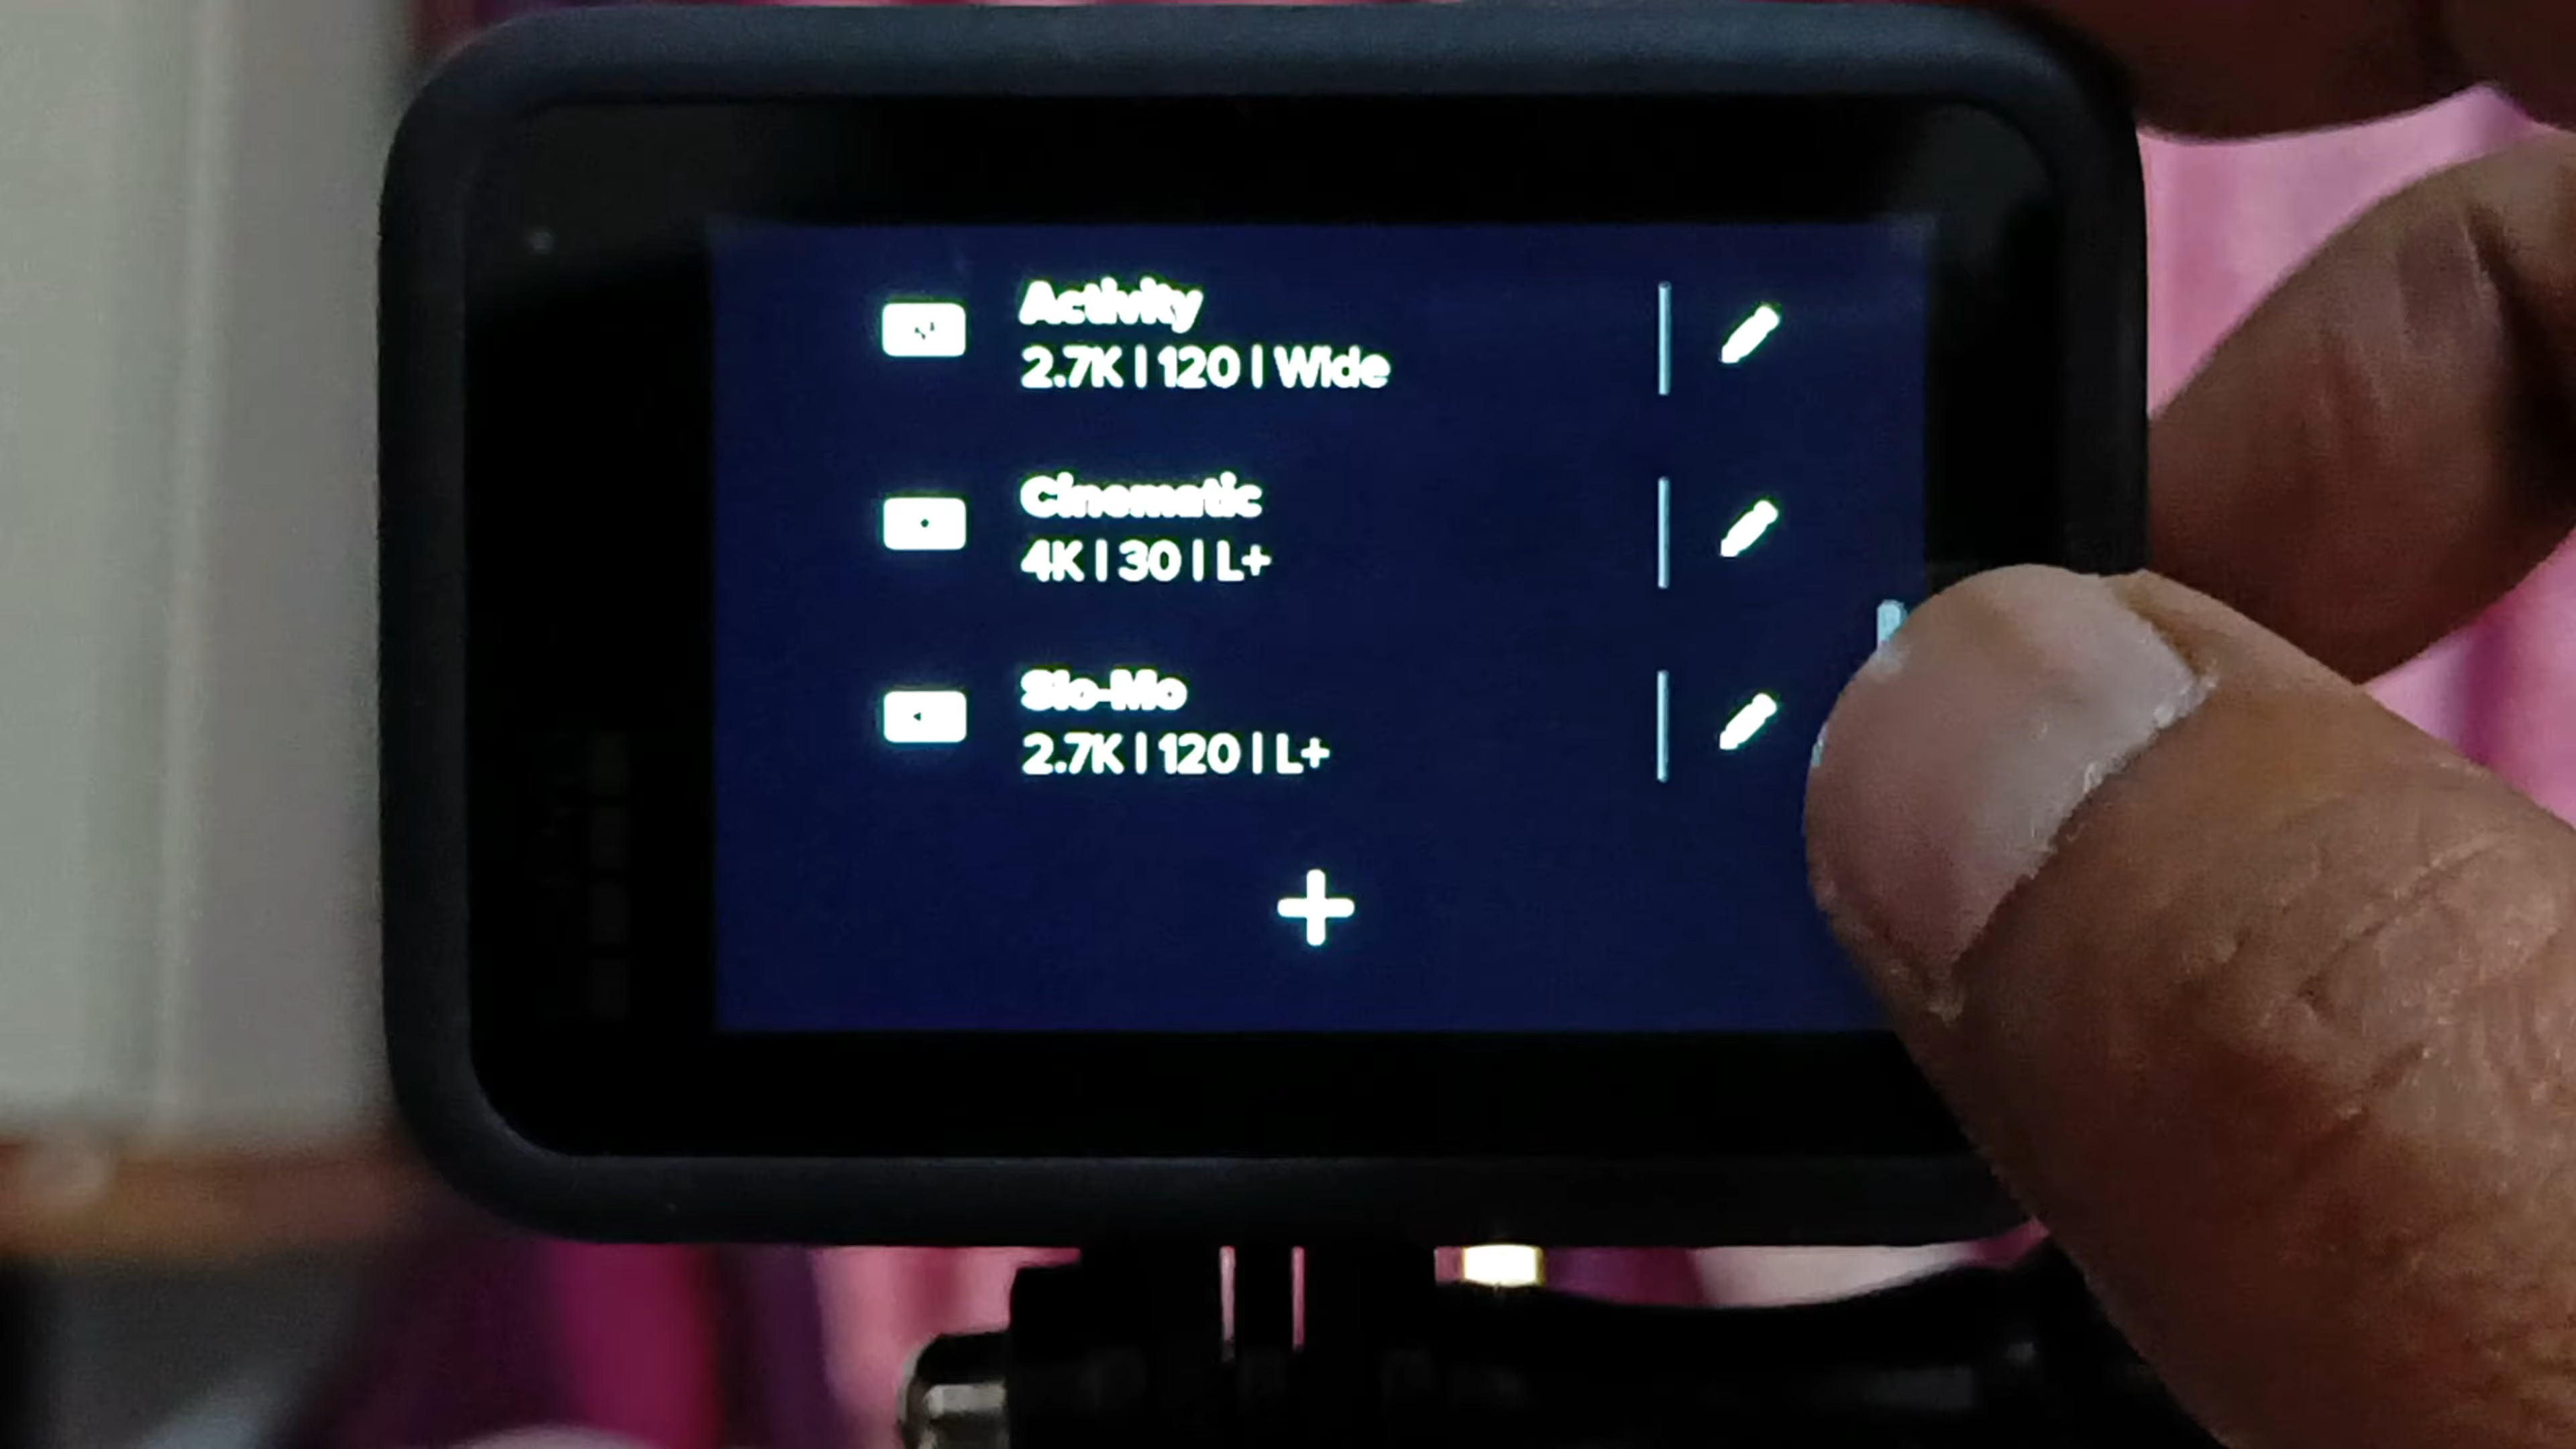 Activity
2.7K | 120 | Wide
Cinematic
4K | 30 | L+
Slo-Mo
2.7K | 120 | L+
+